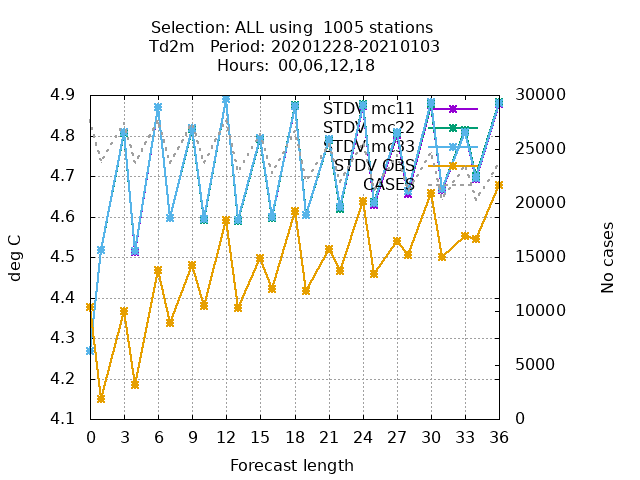 Selection: ALL using  1005 stations
Td2m   Period: 20201228-20210103
Hours:  00,06,12,18
4.9
4.8
4.7
4.6
4.5
4.4
4.3
4.2
4.1
deg C
STDV mc11
STDV mc22
STDV mc33
STDV OBS
CASES
30000
25000
20000
15000
10000
5000
0
No cases
0 3 6 9 12 15 18 21 24 27 30 33 36
Forecast length